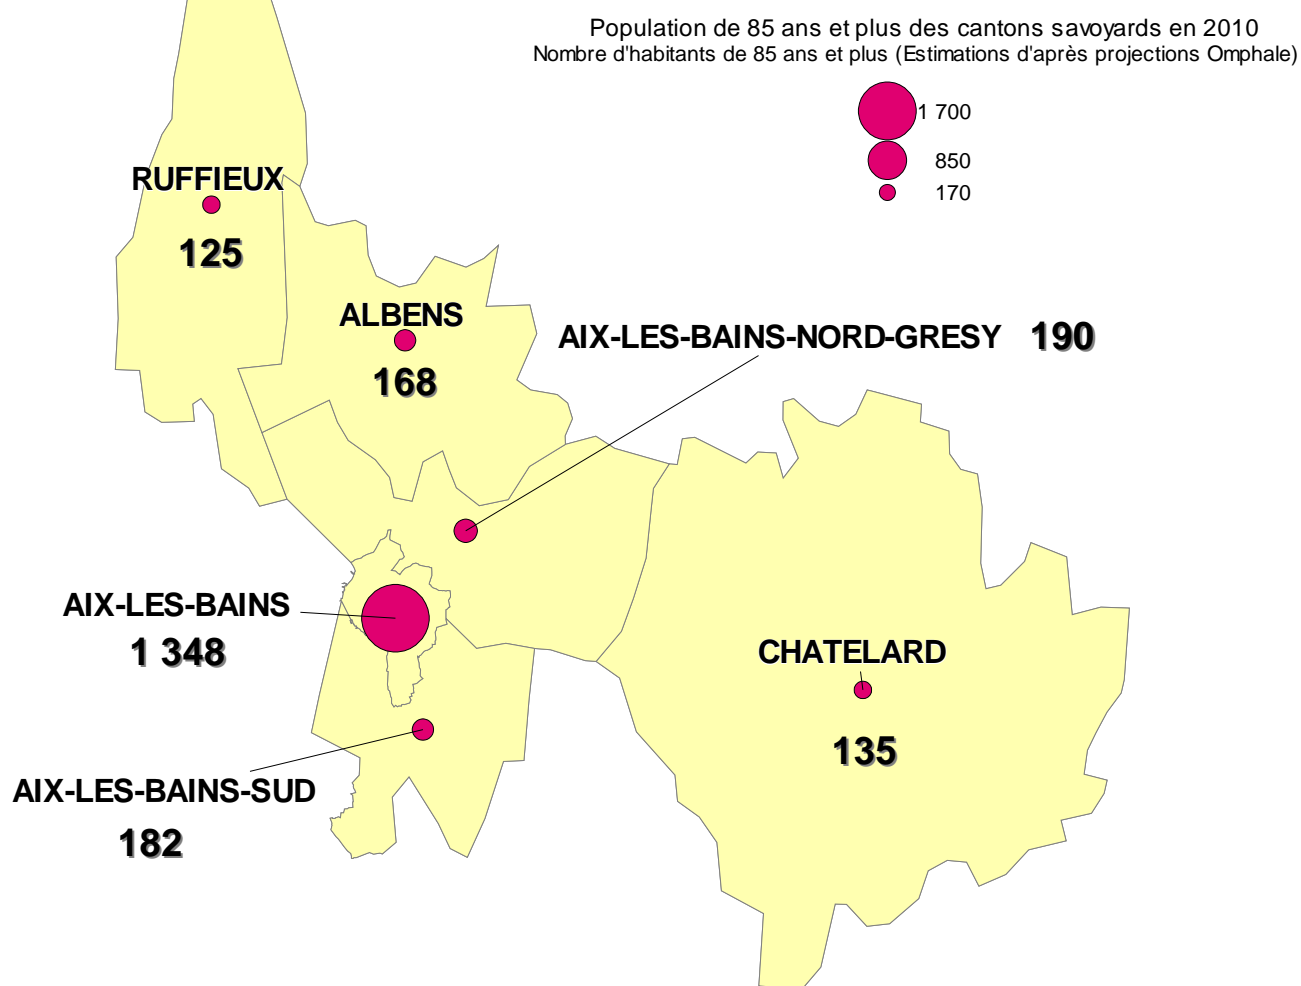 Population de 85 ans et plus des cantons savoyards en 2010
Nombre d'habitants de 85 ans et plus (Estimations d'après projections Omphale)
1 700
850
170
RUFFIEUX
125
ALBENS
168
AIX-LES-BAINS-NORD-GRESY 190
AIX-LES-BAINS
1 348
CHATELARD
135
AIX-LES-BAINS-SUD
182